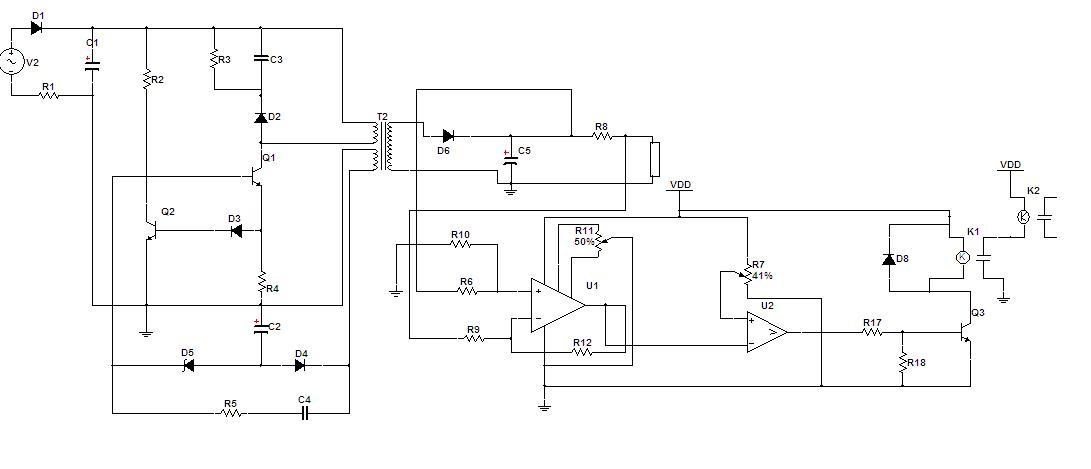 D1
V2
C1
R1
R2
R3
C3
D2
Q1
T2
D6
C5
R8
Q2
D3
R4
C2
D5
D4
R5
C4
R10
R6
R9
R11
50%
U1
R12
VDD
R7
41%
U2
R17
R18
D8
K1
K
Q3
VDD
K2
K